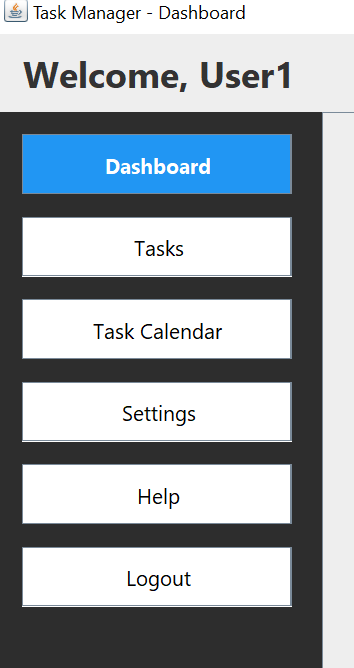 Task Manager - Dashboard
Welcome, User1
Dashboard
Tasks
Task Calendar
Settings
Help
Logout